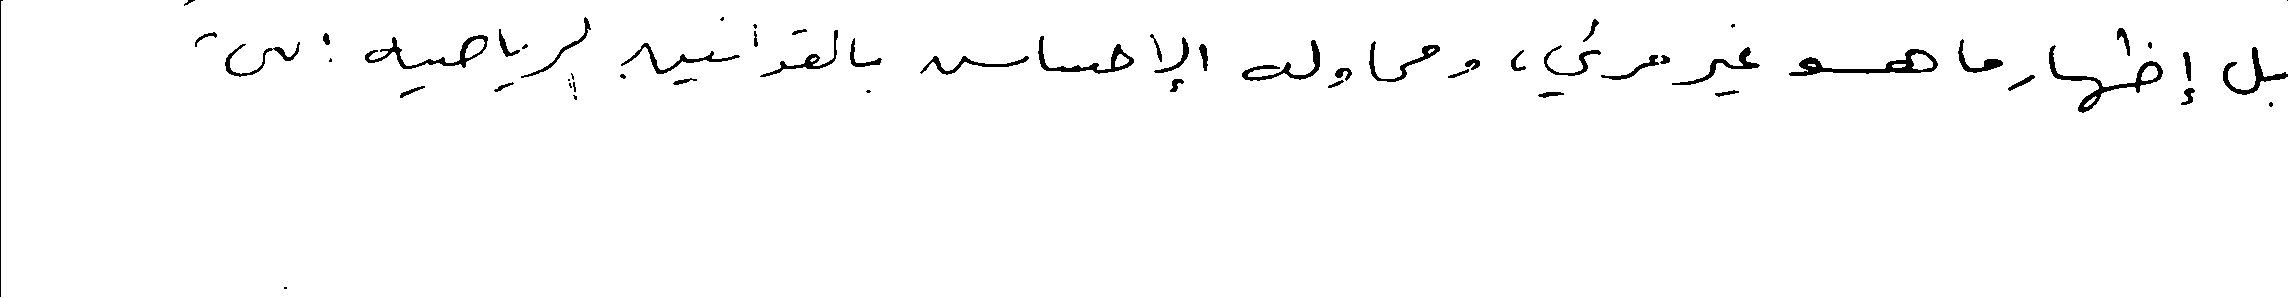 بل إظهار ما هو غير مرئي، ومحاولة الإحساس بالقوانين الرياضية التي